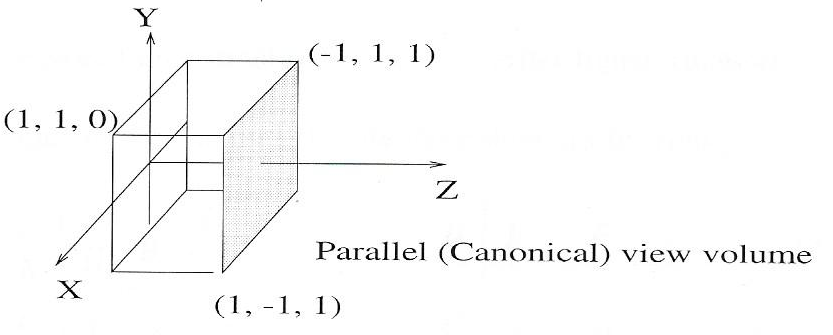 Y
(-1, 1, 1)
(1, 1, 0)
Z
Parallel (Canonical) view volume
X
(1, -1, 1)